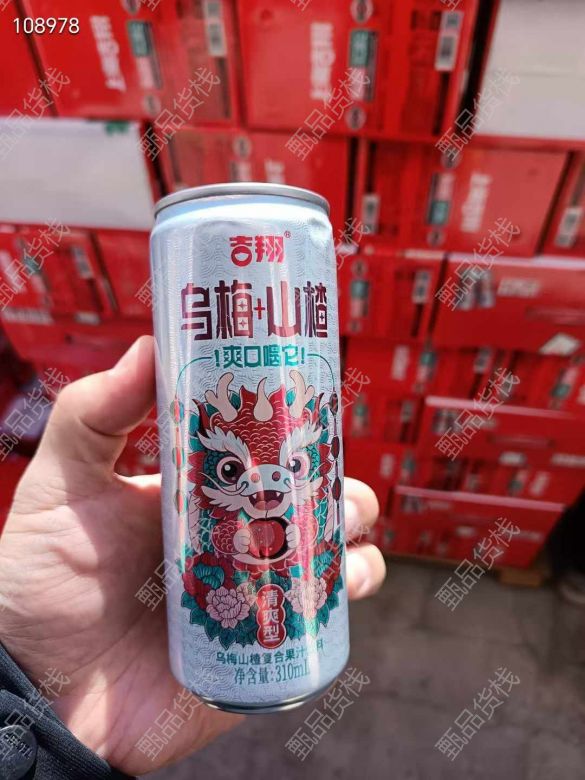 108978
吉翔®
乌梅+山楂
！爽口喝它！
清爽型
乌梅山楂复合果汁饮料
净含量:310ml
甄品货栈